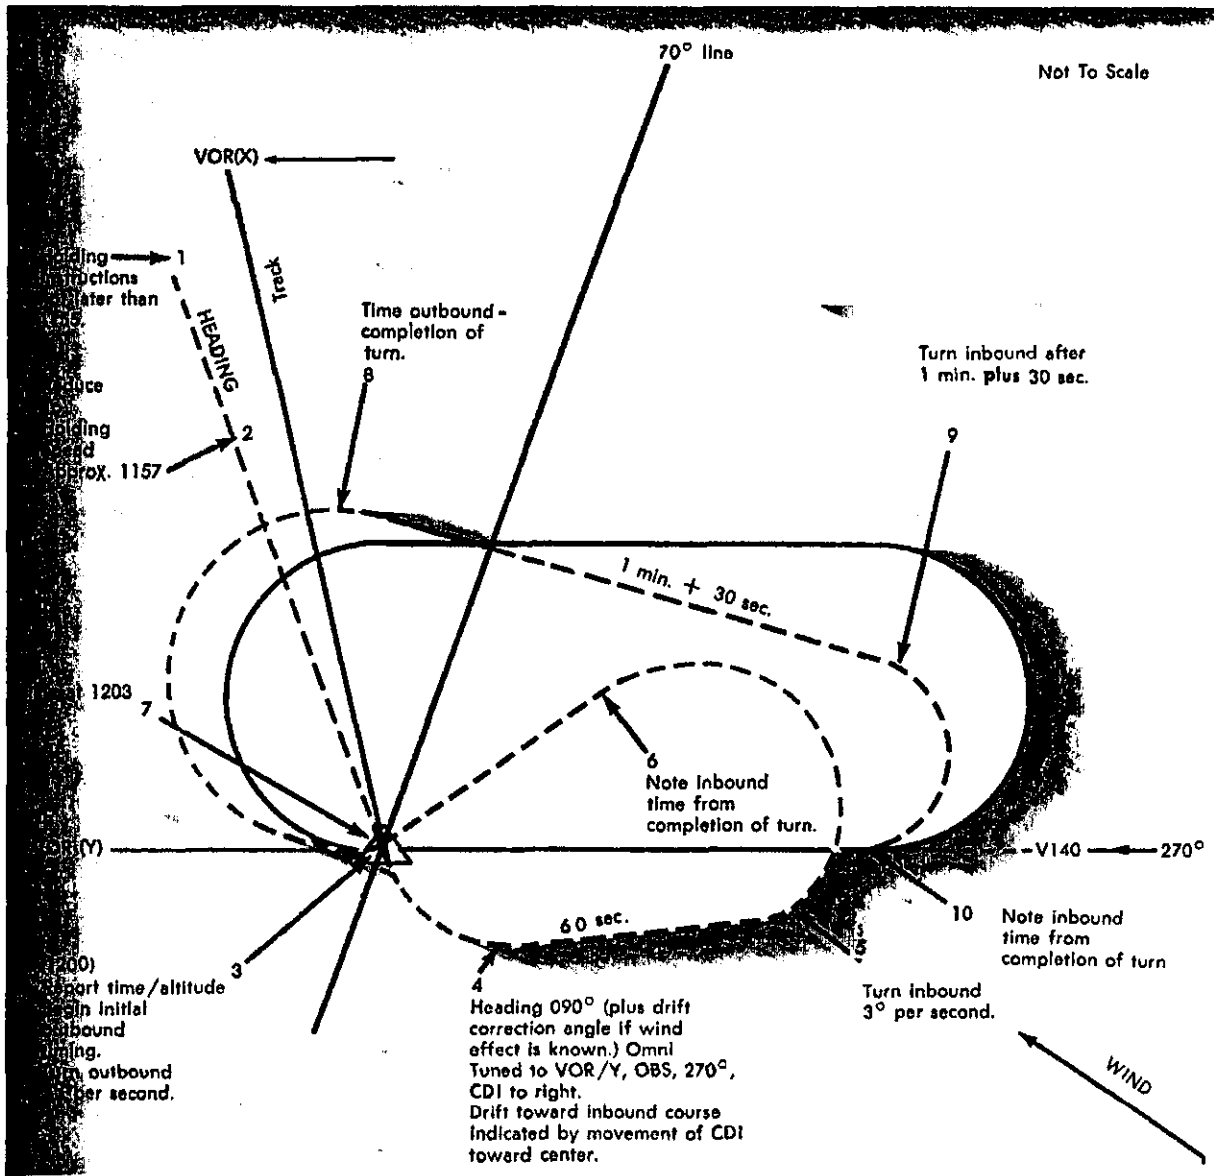 70° line
Not To Scale
VOR(X)
Track
HEADING
1
later than
Time outbound -
completion of
turn.
8
Turn inbound after
1 min. plus 30 sec.
9
2
1157
1 min. + 30 sec.
1203
7
6
Note inbound
time from
completion of turn.
(Y)
V140
270°
60 sec.
10
Note inbound
time from
completion of turn
3
time/altitude
initial
outbound
per second.
4
Heading 090° (plus drift
correction angle if wind
effect is known.) Omni
Tuned to VOR/Y, OBS, 270°,
CDI to right.
Drift toward inbound course
indicated by movement of CDI
toward center.
Turn inbound
3° per second.
WIND